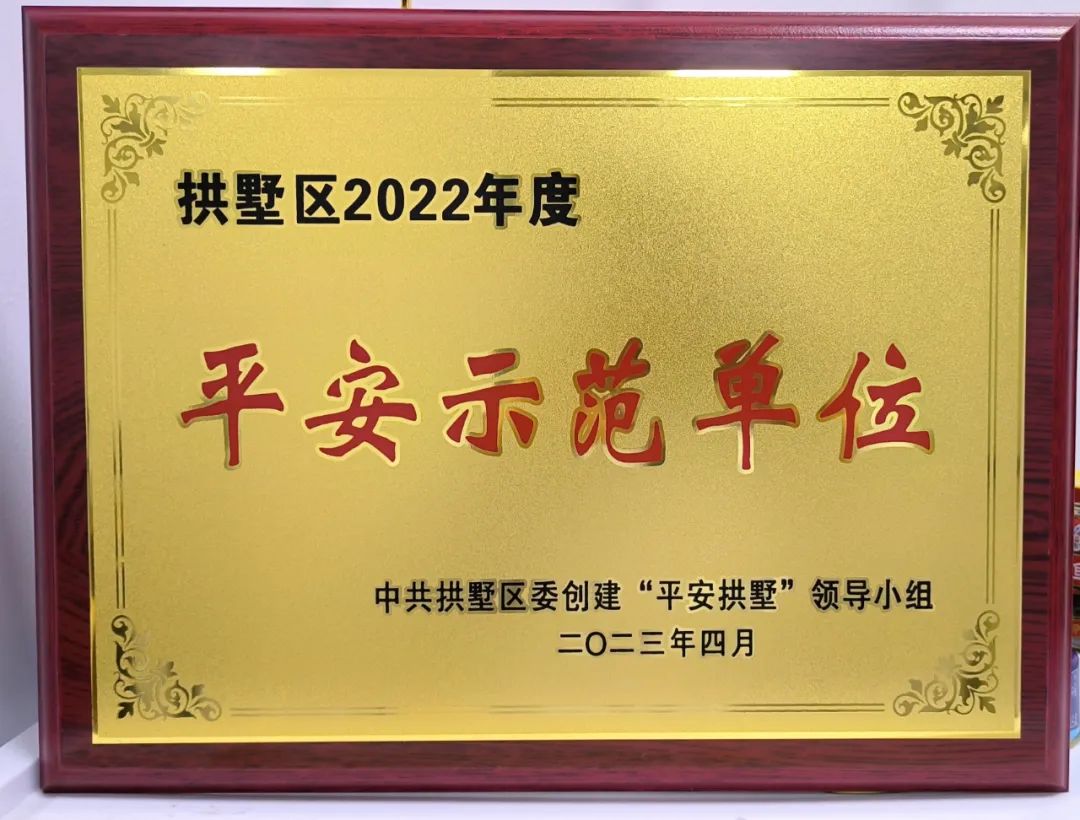 拱墅区2022年度
平安示范单位
中共拱墅区委创建“平安拱墅”领导小组
二〇二三年四月